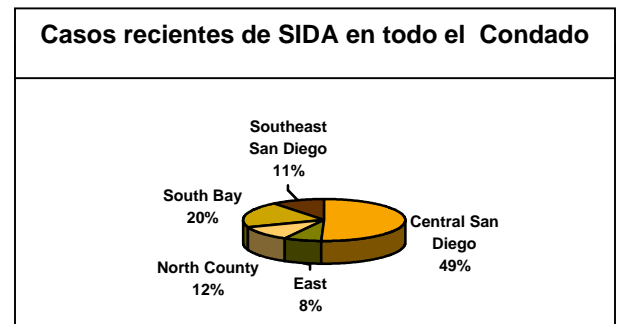 Casos recientes de SIDA en todo el Condado
Southeast
San Diego
11%
South Bay
20%
Central San
Diego
49%
North County
12%
East
8%